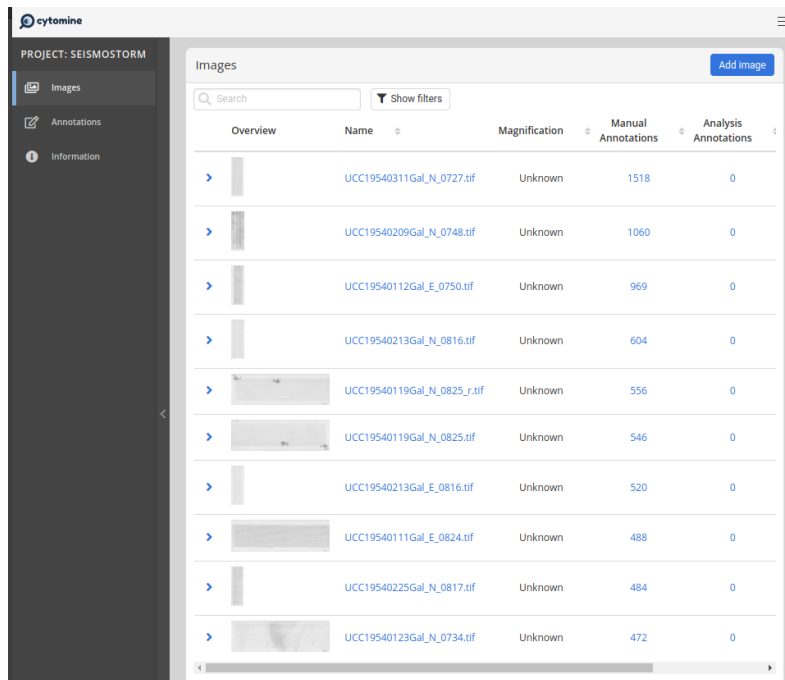 cytomine
PROJECT: SEISMOSTORM
Images
Annotations
Information
Images
Add image
Search
Show filters
Overview Name Magnification Manual Annotations Analysis Annotations
UCC19540311Gal_N_0727.tif Unknown 1518 0
UCC19540209Gal_N_0748.tif Unknown 1060 0
UCC19540112Gal_E_0750.tif Unknown 969 0
UCC19540213Gal_N_0816.tif Unknown 604 0
UCC19540119Gal_N_0825_r.tif Unknown 556 0
UCC19540119Gal_N_0825.tif Unknown 546 0
UCC19540213Gal_E_0816.tif Unknown 520 0
UCC19540111Gal_E_0824.tif Unknown 488 0
UCC19540225Gal_N_0817.tif Unknown 484 0
UCC19540123Gal_N_0734.tif Unknown 472 0